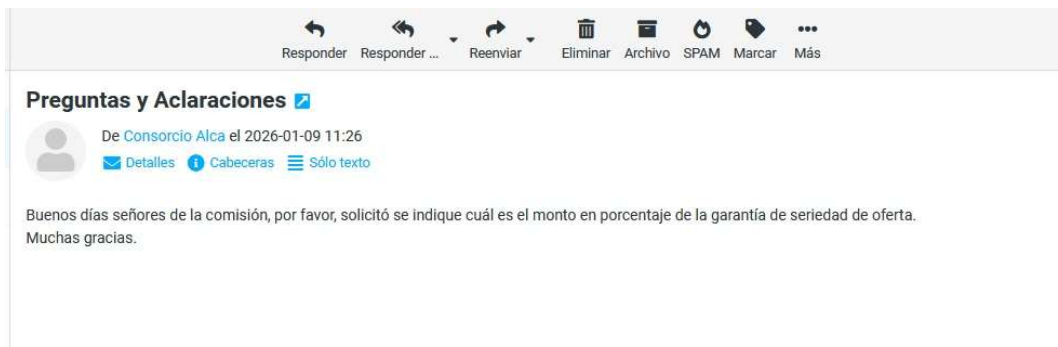 Responder Responder ... Reenviar Eliminar Archivo SPAM Marcar Más
Preguntas y Aclaraciones
De Consorcio Alca el 2026-01-09 11:26
Detalles Cabeceras Sólo texto
Buenos días señores de la comisión, por favor, solicitó se indique cuál es el monto en porcentaje de la garantía de seriedad de oferta.
Muchas gracias.